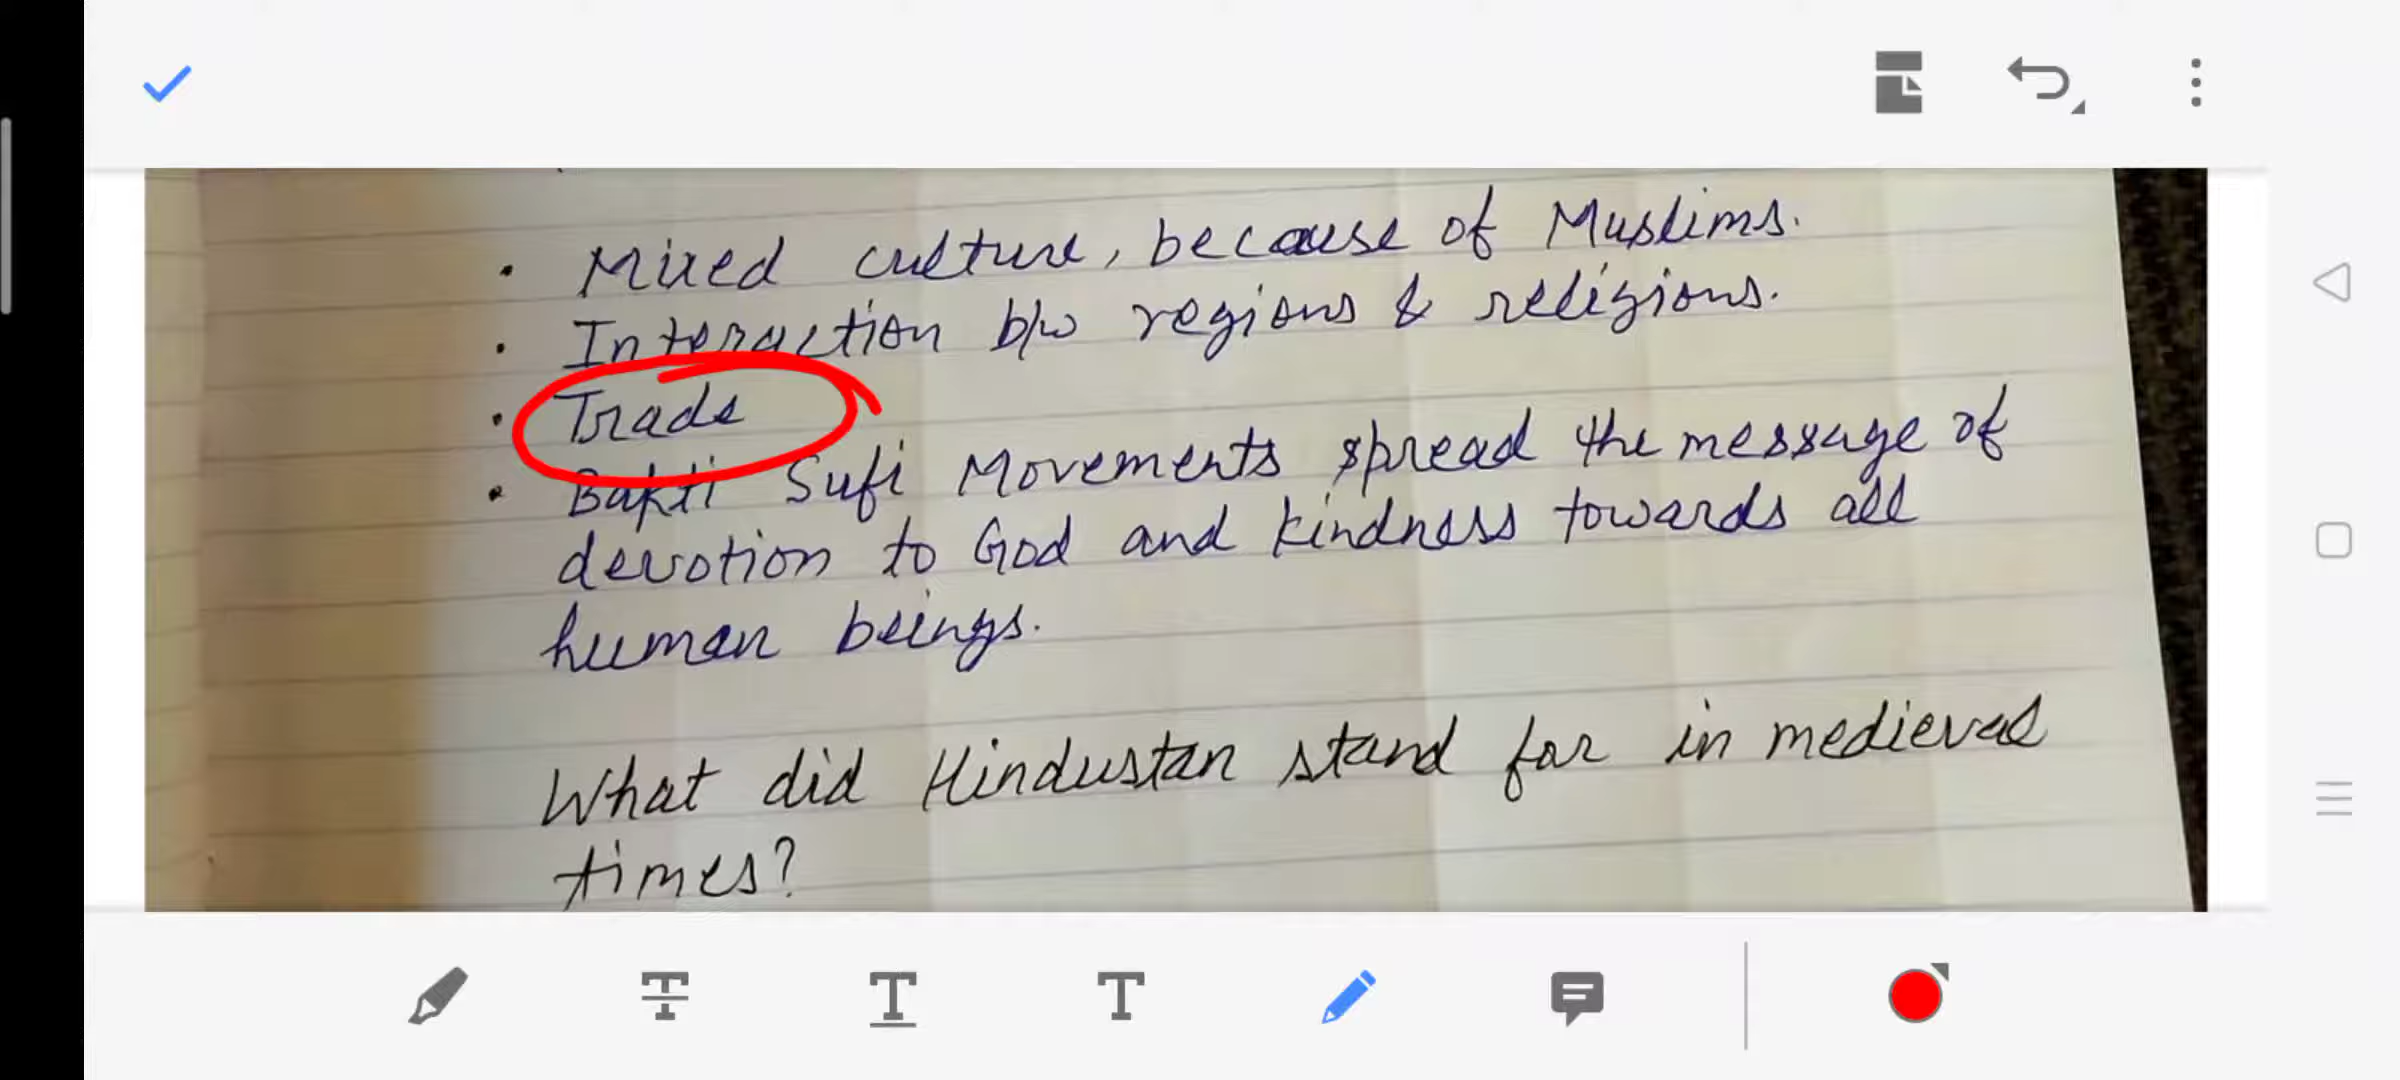 • Mixed culture, because of Muslims.
• Interaction b/w regions & religions.
• Trade
• Bakti Sufi Movements spread the message of
devotion to God and kindness towards all
human beings.
What did Hindustan stand for in medieval
times?